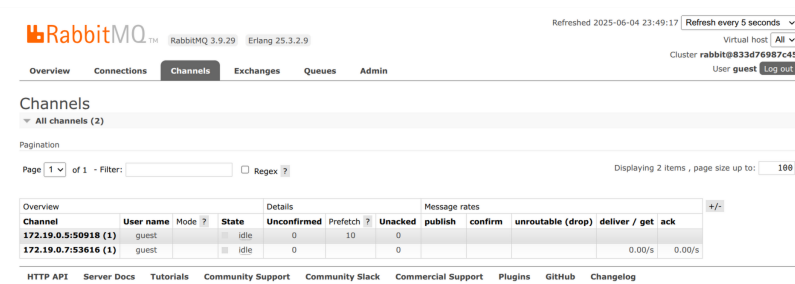 Refreshed 2025-06-04 23:49:17 Refresh every 5 seconds
RabbitMQ TM RabbitMQ 3.9.29 Erlang 25.3.2.9
Virtual host All
Cluster rabbit@833d76987c45
User guest Log out
Overview Connections Channels Exchanges Queues Admin
Channels
All channels (2)
Pagination
Page 1 of 1 - Filter: Regex ? Displaying 2 items , page size up to: 100
Overview Details Message rates +/-
Channel User name Mode ? State Unconfirmed Prefetch ? Unacked publish confirm unroutable (drop) deliver / get ack
172.19.0.5:50918 (1) guest idle 0 10 0
172.19.0.7:53616 (1) guest idle 0 0 0.00/s 0.00/s
HTTP API Server Docs Tutorials Community Support Community Slack Commercial Support Plugins GitHub Changelog